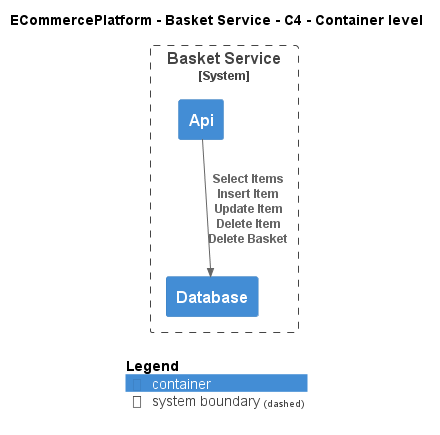 ECommercePlatform - Basket Service - C4 - Container level
Basket Service
[System]
Api
Select Items
Insert Item
Update Item
Delete Item
Delete Basket
Database
Legend
container
system boundary (dashed)